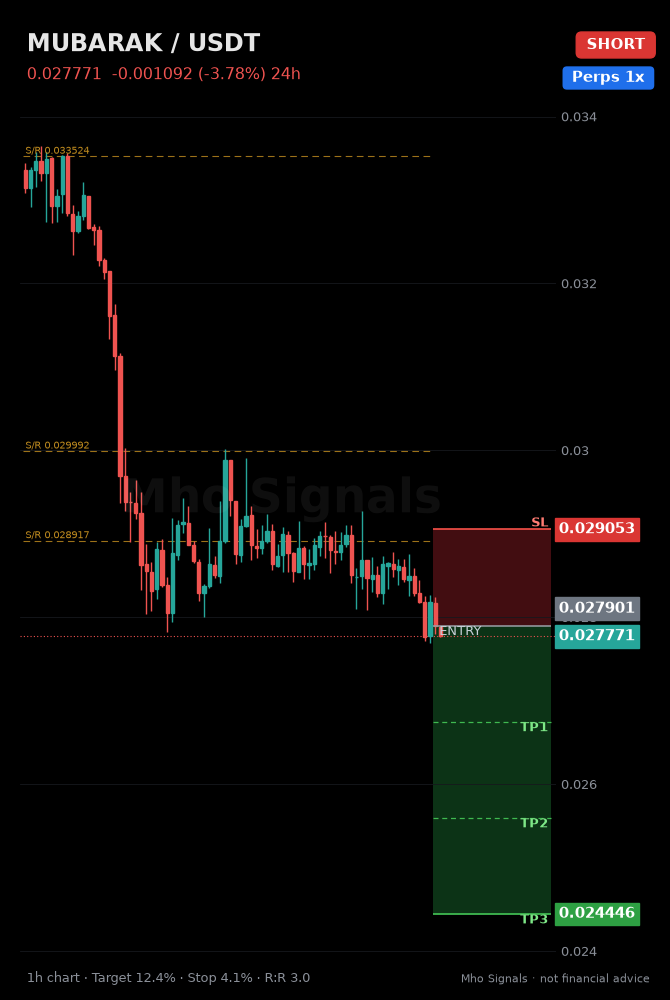 MUBARAK / USDT
SHORT
0.027771 -0.001092 (-3.78%) 24h
Perps 1x
0.034
S/R 0.033524
0.032
S/R 0.029992
0.03
Mho Signals
SL
0.029053
S/R 0.028917
0.027901
ENTRY
0.027771
TP1
0.026
TP2
TP3
0.024446
0.024
1h chart · Target 12.4% · Stop 4.1% · R:R 3.0
Mho Signals · not financial advice